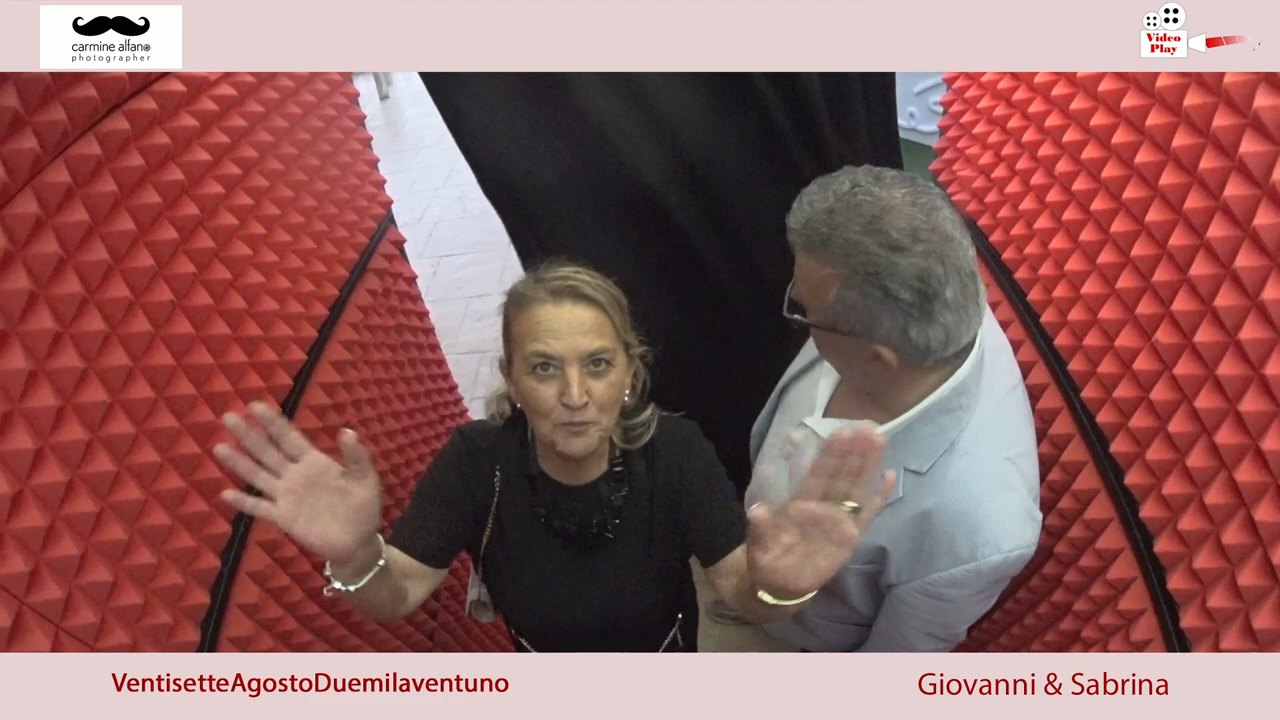 carmine alfano
photographer
Video
Play
VentisetteAgostoDuemilaventuno
Giovanni & Sabrina